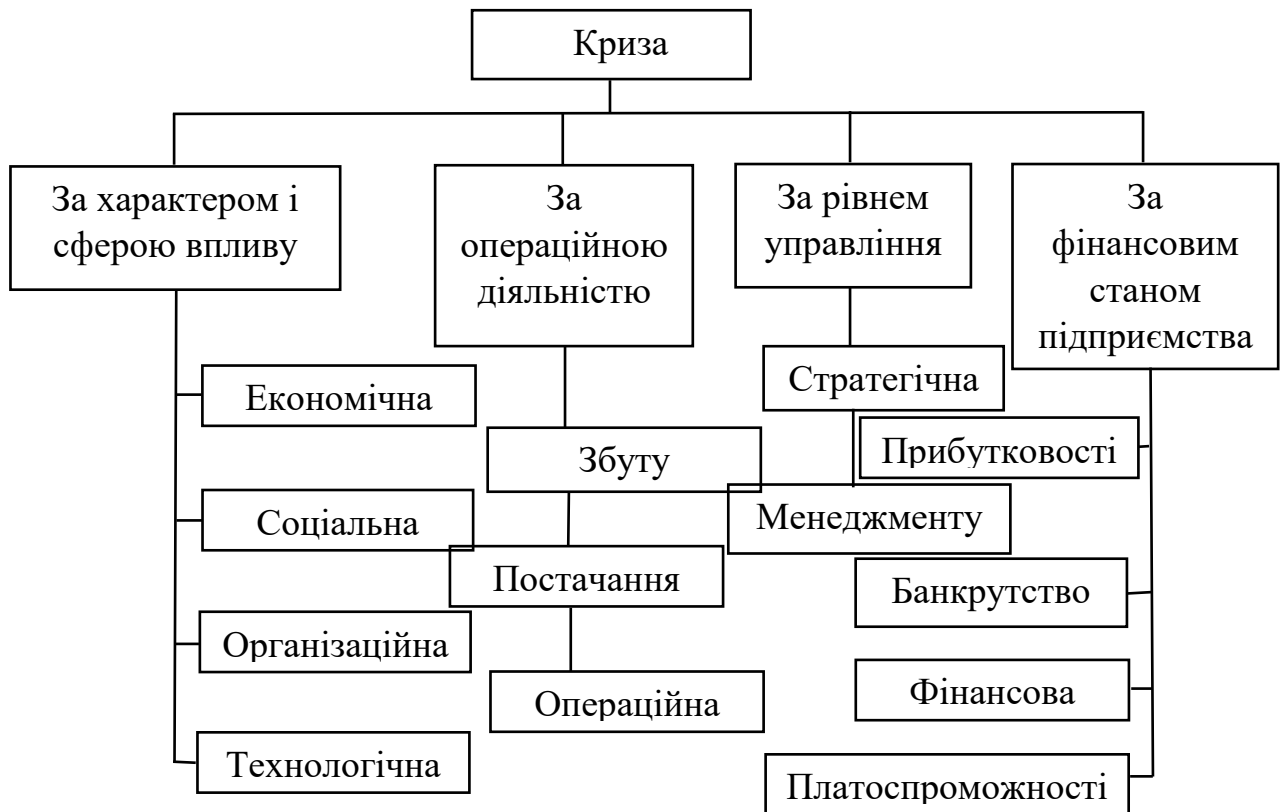 Криза
За характером і
сферою впливу
За
операційною
діяльністю
За рівнем
управління
За
фінансовим
станом
підприємства
Економічна
Соціальна
Організаційна
Технологічна
Збуту
Постачання
Операційна
Стратегічна
Менеджменту
Прибутковості
Банкрутство
Фінансова
Платоспроможності